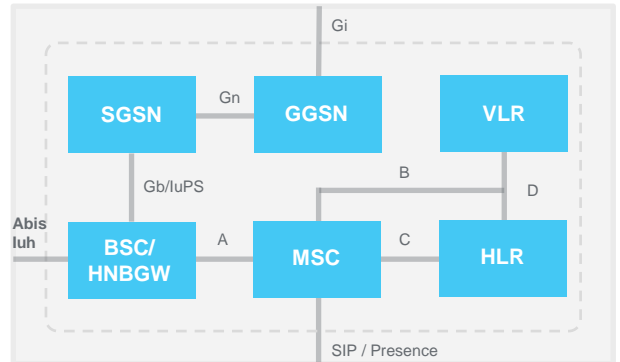 Gi
SGSN
Gn
GGSN
VLR
Gb/IuPS
B
D
Abis
Iuh
BSC/
HNBGW
A
MSC
C
HLR
SIP / Presence